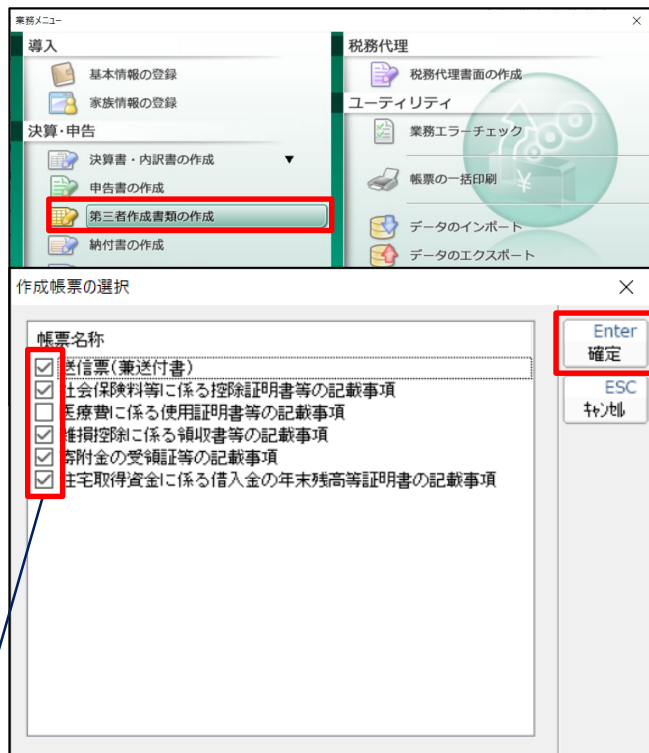 業務メニュー
導入
基本情報の登録
家族情報の登録
決算・申告
決算書・内訳書の作成 ▼
申告書の作成
第三者作成書類の作成
納付書の作成
税務代理
税務代理書面の作成
ユーティリティ
業務エラーチェック
帳票の一括印刷
データのインポート
データのエクスポート
作成帳票の選択
帳票名称
送信票(兼送付書)
社会保険料等に係る控除証明書等の記載事項
医療費に係る使用証明書等の記載事項
雑損控除に係る領収書等の記載事項
寄附金の受領証等の記載事項
住宅取得資金に係る借入金の年末残高等証明書の記載事項
Enter
確定
ESC
キャンセル